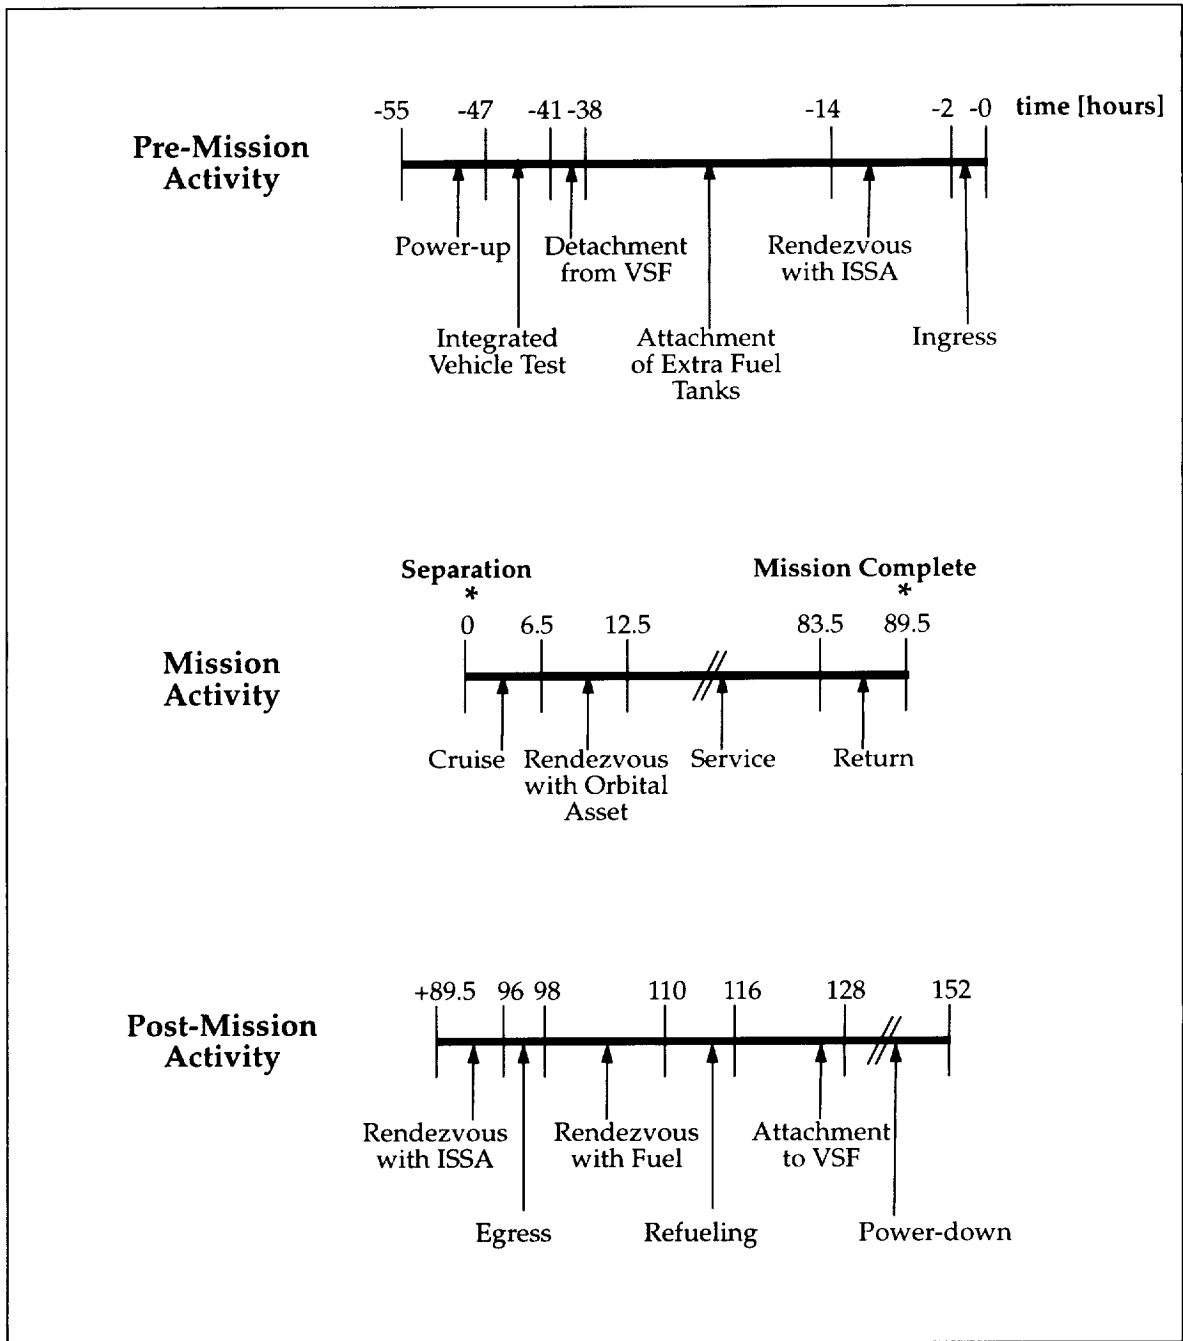 -55 -47 -41 -38 -14 -2 -0 time [hours]
Pre-Mission
Activity
Power-up Detachment Rendezvous
from VSF with ISSA
Integrated Attachment Ingress
Vehicle Test of Extra Fuel
Tanks
Separation Mission Complete
* *
0 6.5 12.5 83.5 89.5
Mission
Activity
Cruise Rendezvous Service Return
with Orbital
Asset
+89.5 96 98 110 116 128 152
Post-Mission
Activity
Rendezvous Rendezvous Attachment
with ISSA with Fuel to VSF
Egress Refueling Power-down